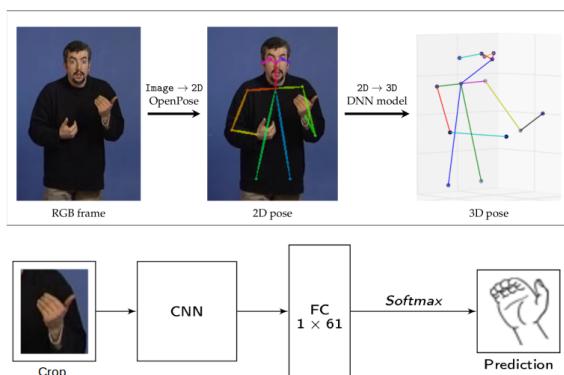 Image → 2D
OpenPose
2D → 3D
DNN model
RGB frame
2D pose
3D pose
CNN
FC
1 × 61
Softmax
Crop
Prediction